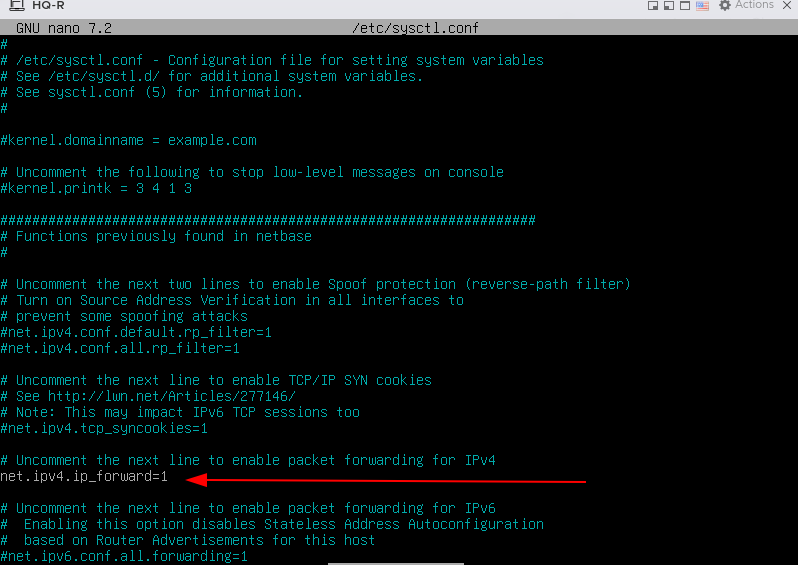 HQ-R
Actions
GNU nano 7.2 /etc/sysctl.conf
#
# /etc/sysctl.conf - Configuration file for setting system variables
# See /etc/sysctl.d/ for additional system variables.
# See sysctl.conf (5) for information.
#
#kernel.domainname = example.com
# Uncomment the following to stop low-level messages on console
#kernel.printk = 3 4 1 3
###################################################################
# Functions previously found in netbase
#
# Uncomment the next two lines to enable Spoof protection (reverse-path filter)
# Turn on Source Address Verification in all interfaces to
# prevent some spoofing attacks
#net.ipv4.conf.default.rp_filter=1
#net.ipv4.conf.all.rp_filter=1
# Uncomment the next line to enable TCP/IP SYN cookies
# See http://lwn.net/Articles/277146/
# Note: This may impact IPv6 TCP sessions too
#net.ipv4.tcp_syncookies=1
# Uncomment the next line to enable packet forwarding for IPv4
net.ipv4.ip_forward=1
# Uncomment the next line to enable packet forwarding for IPv6
#  Enabling this option disables Stateless Address Autoconfiguration
#  based on Router Advertisements for this host
#net.ipv6.conf.all.forwarding=1